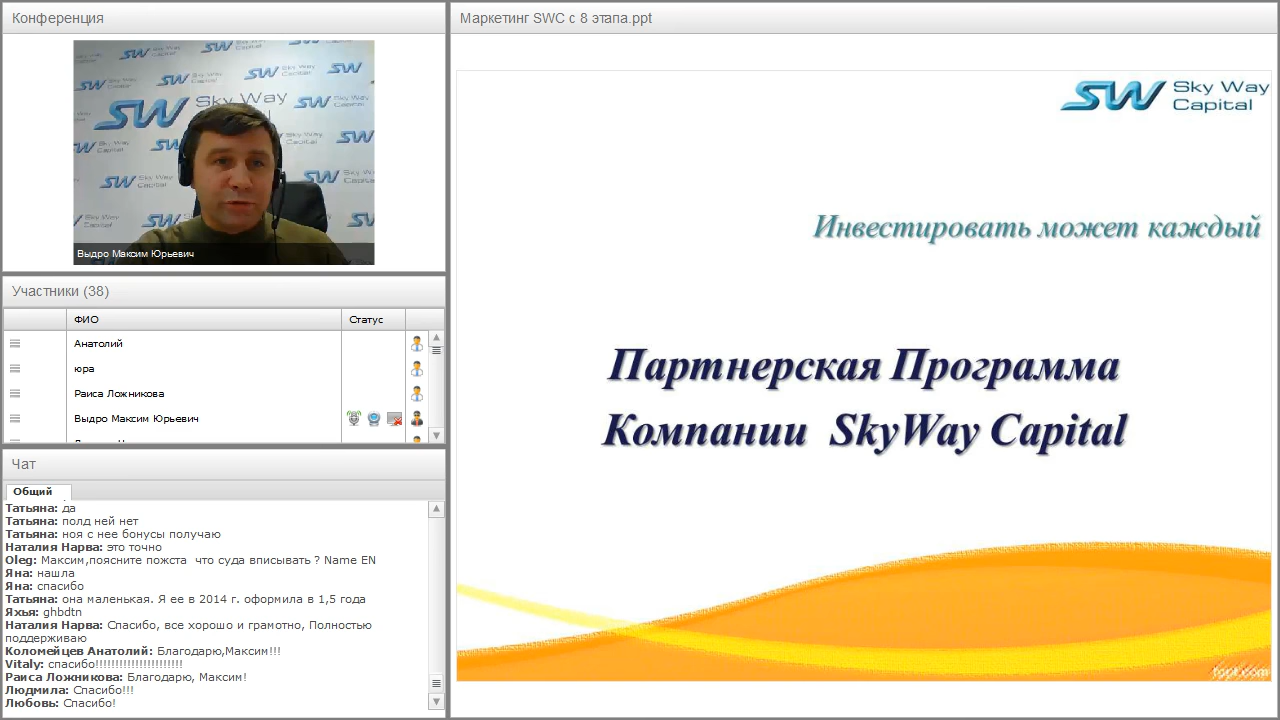 Конференция
Sky Way
Capital
Выдро Максим Юрьевич
Участники (38)
ФИО
Статус
Анатолий
юра
Раиса Ложникова
Выдро Максим Юрьевич
Чат
Общий
Татьяна: да
Татьяна: полд ней нет
Татьяна: ноя с нее бонусы получаю
Наталия Нарва: это точно
Oleg: Максим,поясните пожста что суда вписывать ? Name EN
Яна: нашла
Яна: спасибо
Татьяна: она маленькая. Я ее в 2014 г. оформила в 1,5 года
Яхья: ghbdtn
Наталия Нарва: Спасибо, все хорошо и грамотно, Полностью
поддерживаю
Коломейцев Анатолий: Благодарю,Максим!!!
Vitaly: спасибо!!!!!!!!!!!!!!!!!!!!!!
Раиса Ложникова: Благодарю, Максим!
Людмила: Спасибо!!!
Любовь: Спасибо!
Маркетинг SWC с 8 этапа.ppt
SW Sky Way
Capital
Инвестировать может каждый
Партнерская Программа
Компании SkyWay Capital
fppt.com